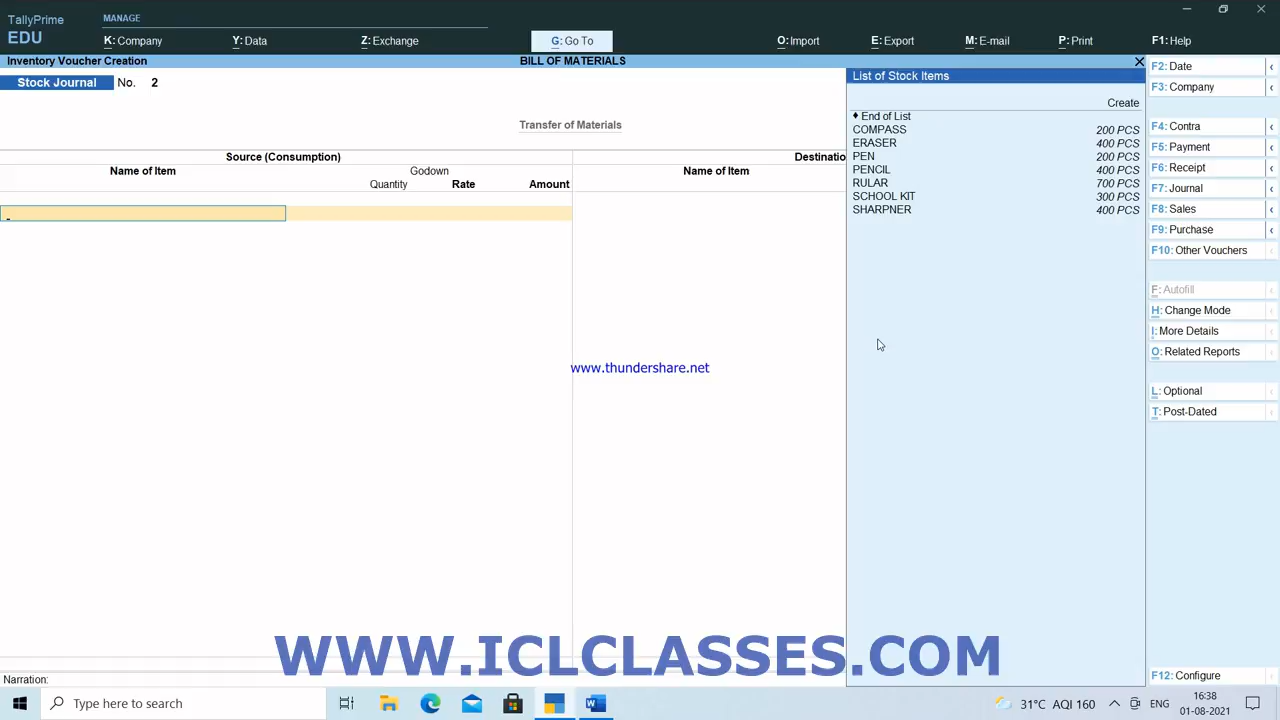 TallyPrime
EDU
MANAGE
K: Company
Y: Data
Z: Exchange
G: Go To
O: Import
E: Export
M: E-mail
P: Print
F1: Help
Inventory Voucher Creation
BILL OF MATERIALS
Stock Journal No. 2
Transfer of Materials
Source (Consumption)
Destinatio
Name of Item
Godown
Quantity Rate Amount
Name of Item
List of Stock Items
Create
♦ End of List
COMPASS 200 PCS
ERASER 400 PCS
PEN 200 PCS
PENCIL 400 PCS
RULAR 700 PCS
SCHOOL KIT 300 PCS
SHARPNER 400 PCS
F2: Date
F3: Company
F4: Contra
F5: Payment
F6: Receipt
F7: Journal
F8: Sales
F9: Purchase
F10: Other Vouchers
F: Autofill
H: Change Mode
I: More Details
O: Related Reports
L: Optional
T: Post-Dated
F12: Configure
www.thundershare.net
WWW.ICLCLASSES.COM
Narration:
Type here to search
31°C AQI 160
ENG
16:38
01-08-2021